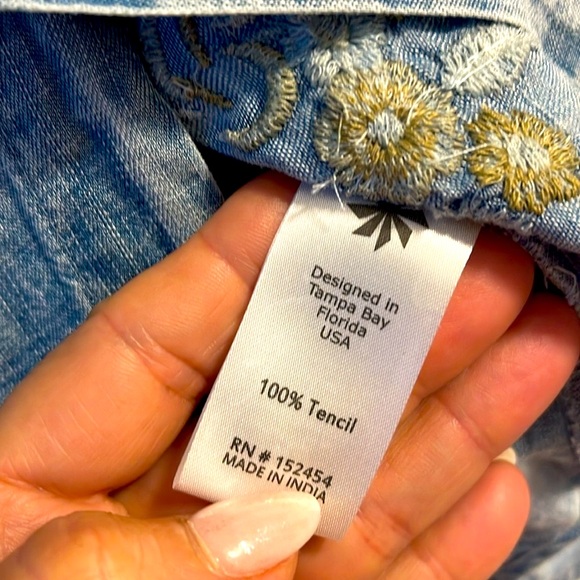 Designed in
Tampa Bay
Florida
USA
100% Tencil
RN # 152454
MADE IN INDIA